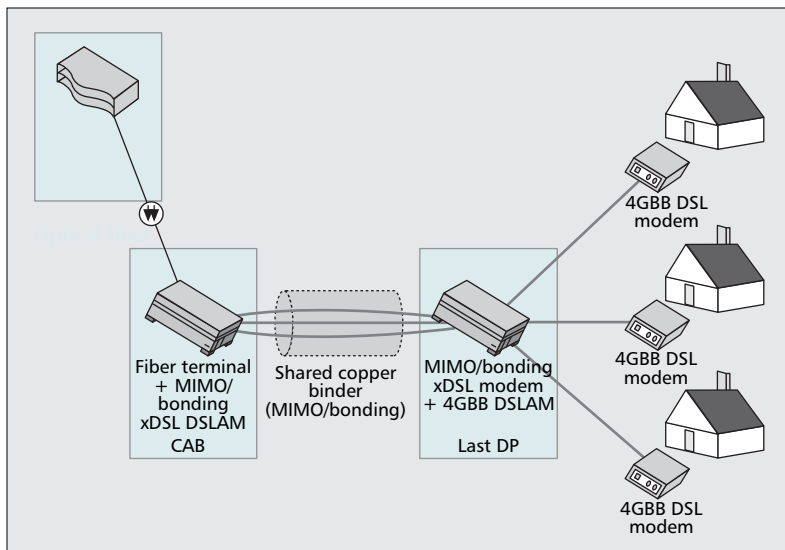 4GBB DSL
modem
4GBB DSL
modem
Fiber terminal
+ MIMO/
bonding
xDSL DSLAM
CAB
Shared copper
binder
(MIMO/bonding)
MIMO/bonding
xDSL modem
+ 4GBB DSLAM
Last DP
4GBB DSL
modem